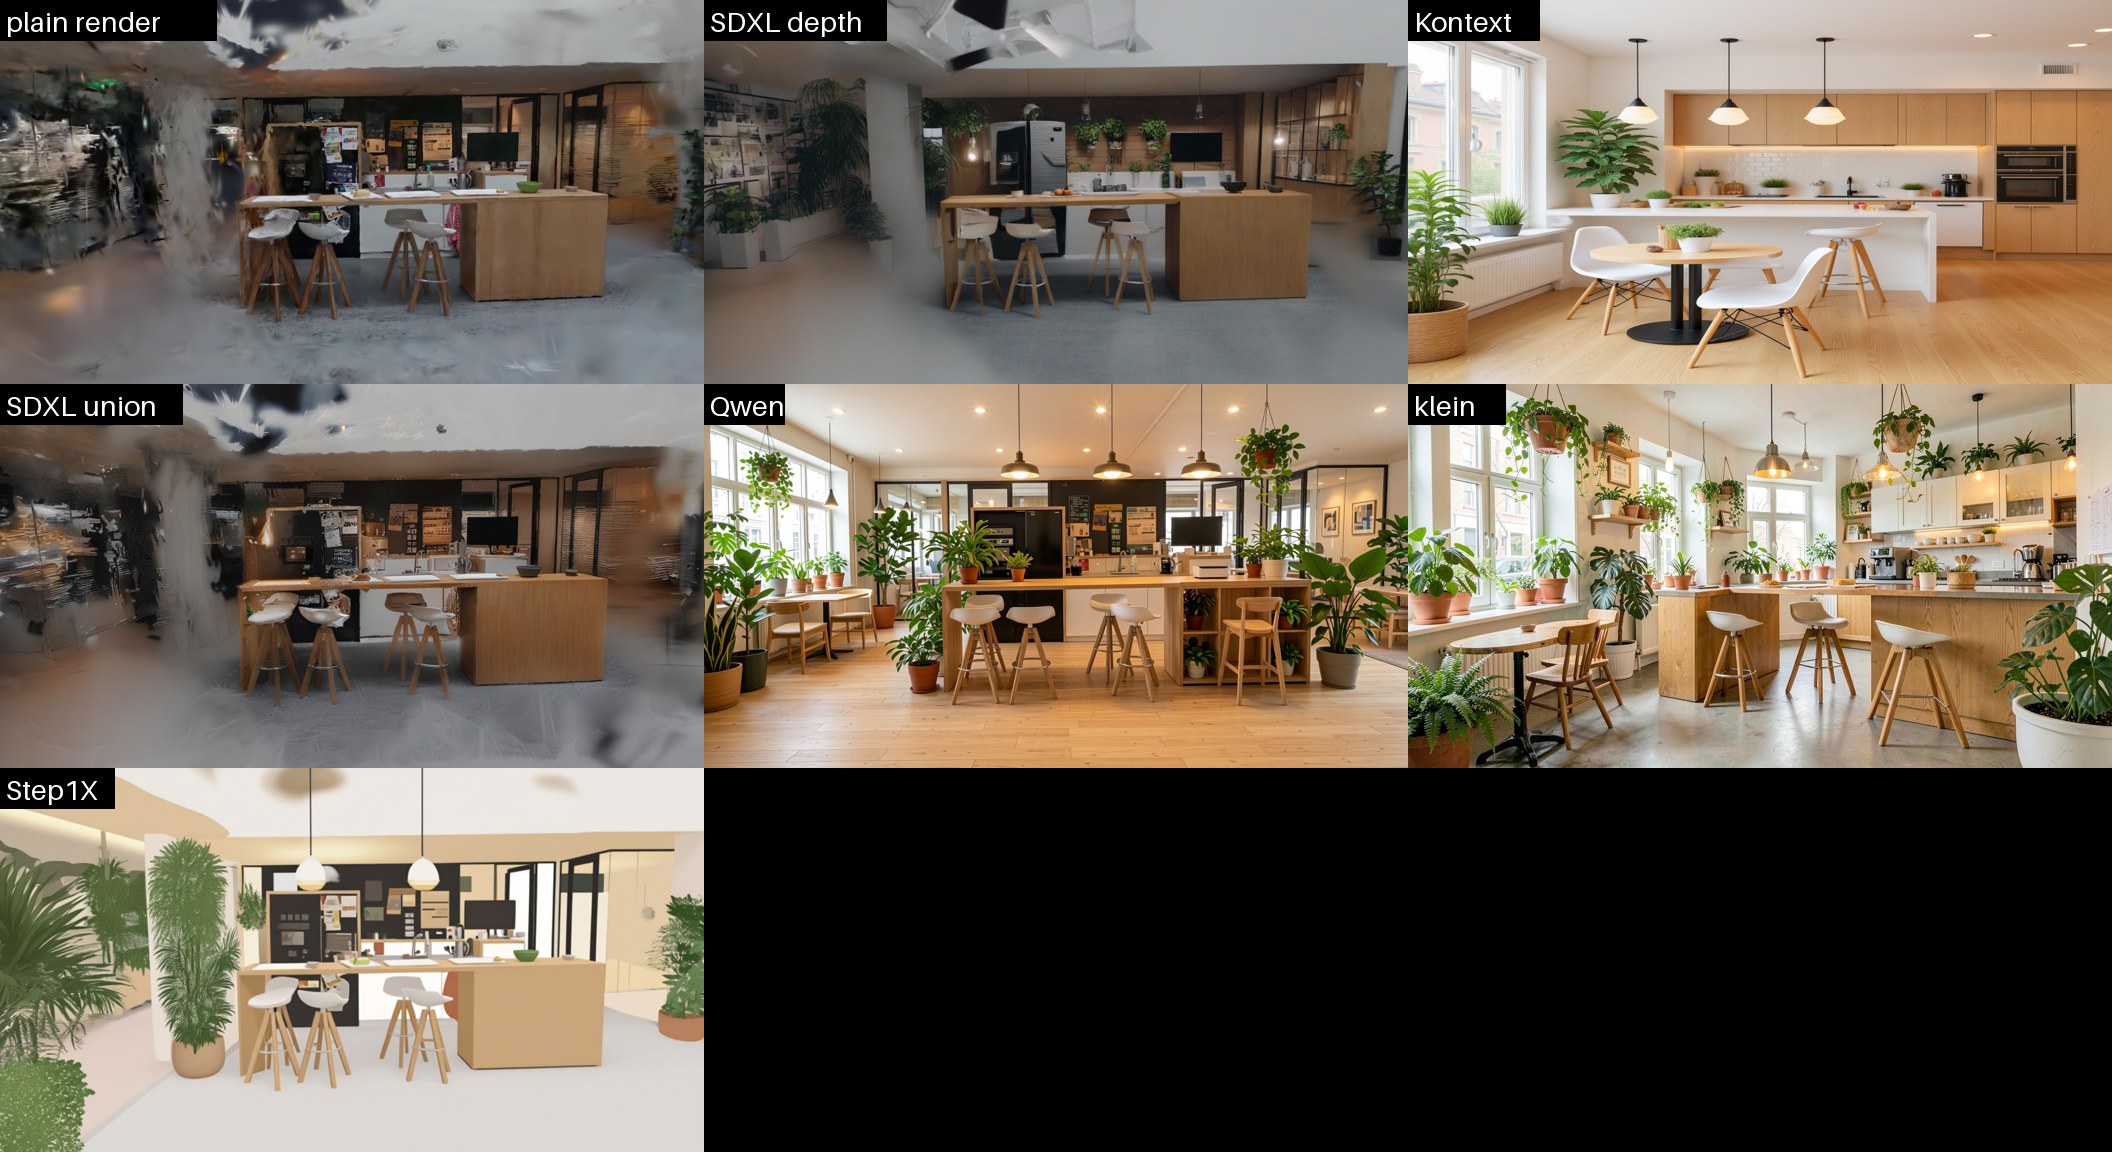 plain render
SDXL depth
Kontext
SDXL union
Qwen
klein
Step1X